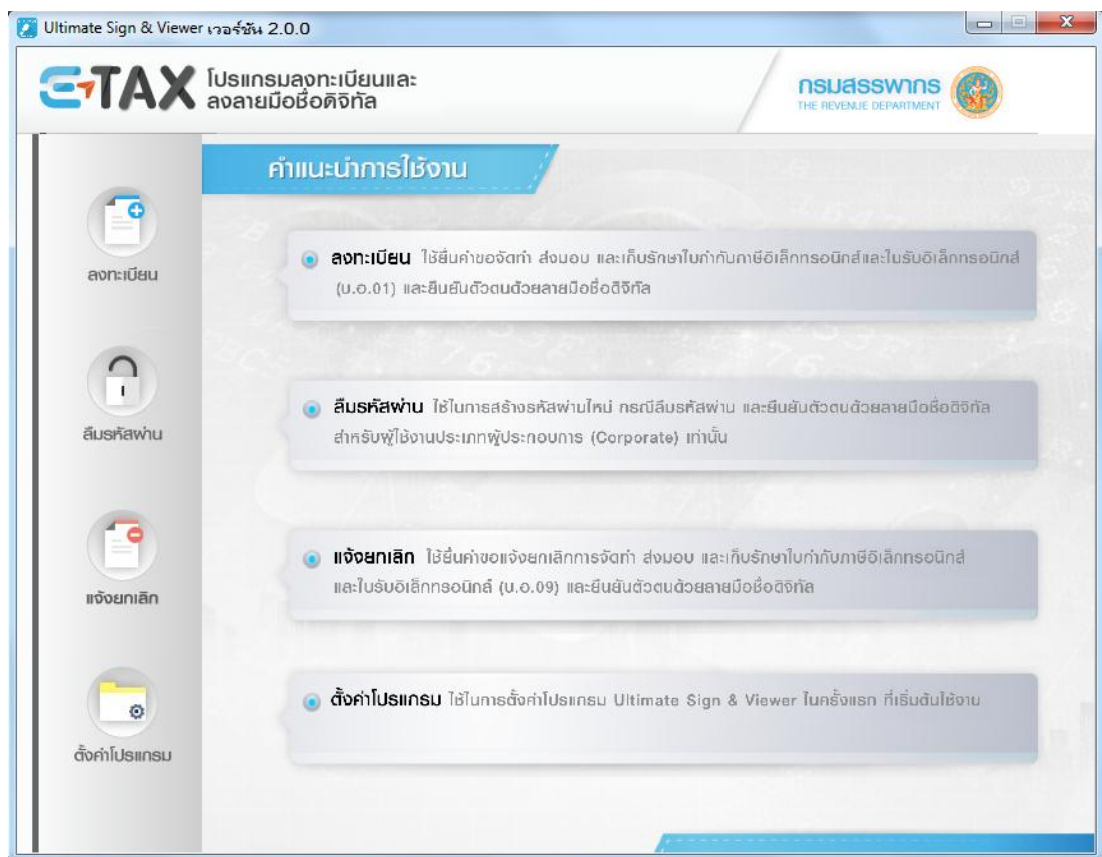 Ultimate Sign & Viewer เวอร์ชัน 2.0.0
E-TAX
โปรแกรมลงทะเบียนและ
ลงลายมือชื่อดิจิทัล
กรมสรรพากร
THE REVENUE DEPARTMENT
คำแนะนำการใช้งาน
ลงทะเบียน
ลงทะเบียน ใช้ยื่นคำขอจัดทำ ส่งมอบ และเก็บรักษาใบกำกับภาษีอิเล็กทรอนิกส์และใบรับอิเล็กทรอนิกส์
(บ.อ.01) และยืนยันตัวตนด้วยลายมือชื่อดิจิทัล
ลืมรหัสผ่าน
ลืมรหัสผ่าน ใช้ในการสร้างรหัสผ่านใหม่ กรณีลืมรหัสผ่าน และยืนยันตัวตนด้วยลายมือชื่อดิจิทัล
สำหรับผู้ใช้งานประเภทผู้ประกอบการ (Corporate) เท่านั้น
แจ้งยกเลิก
แจ้งยกเลิก ใช้ยื่นคำขอแจ้งยกเลิกการจัดทำ ส่งมอบ และเก็บรักษาใบกำกับภาษีอิเล็กทรอนิกส์
และใบรับอิเล็กทรอนิกส์ (บ.อ.09) และยืนยันตัวตนด้วยลายมือชื่อดิจิทัล
ตั้งค่าโปรแกรม
ตั้งค่าโปรแกรม ใช้ในการตั้งค่าโปรแกรม Ultimate Sign & Viewer ในครั้งแรก ที่เริ่มต้นใช้งาน